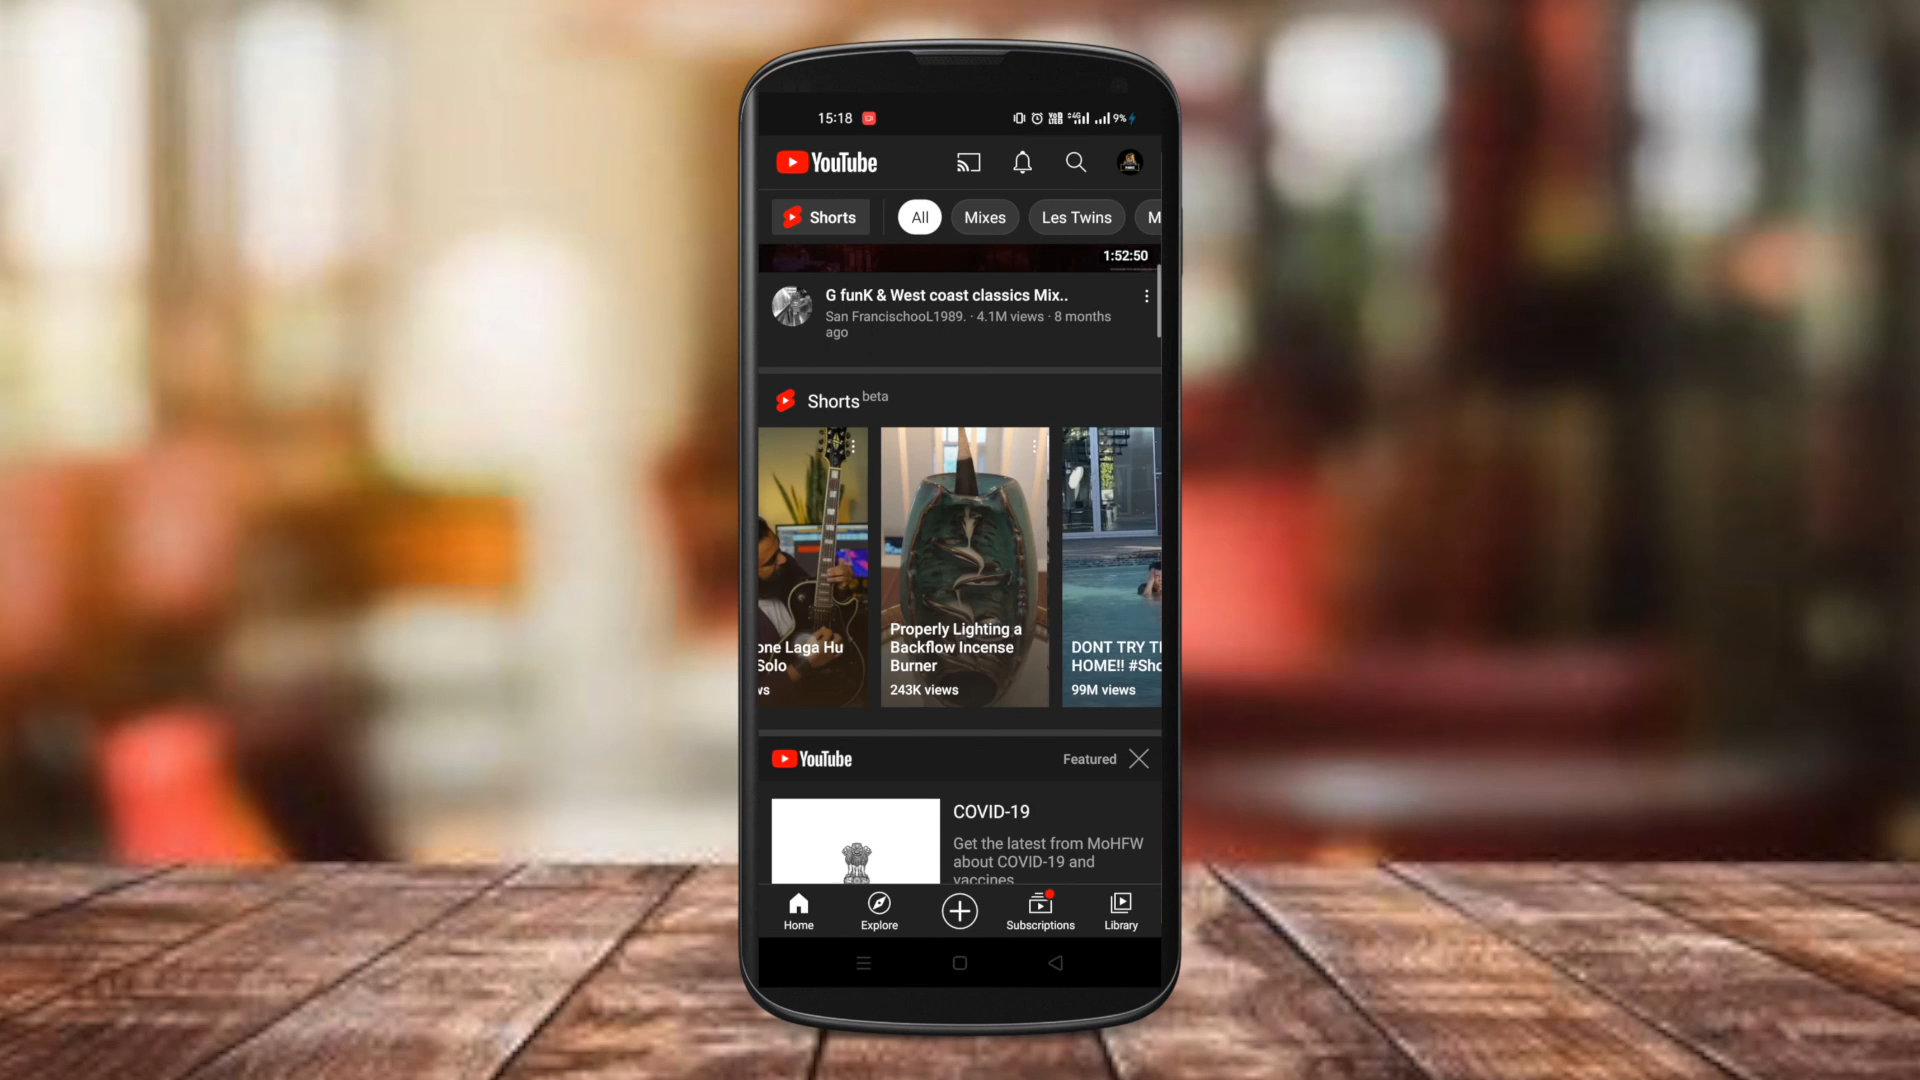 15:18
9%
YouTube
Shorts
All
Mixes
Les Twins
M
1:52:50
G funK & West coast classics Mix..
San FrancischooL1989. · 4.1M views · 8 months
ago
Shorts beta
one Laga Hu
Solo
ws
Properly Lighting a
Backflow Incense
Burner
243K views
DONT TRY T
HOME!! #Sho
99M views
YouTube
Featured
COVID-19
Get the latest from MoHFW
about COVID-19 and
vaccines
Home
Explore
Subscriptions
Library